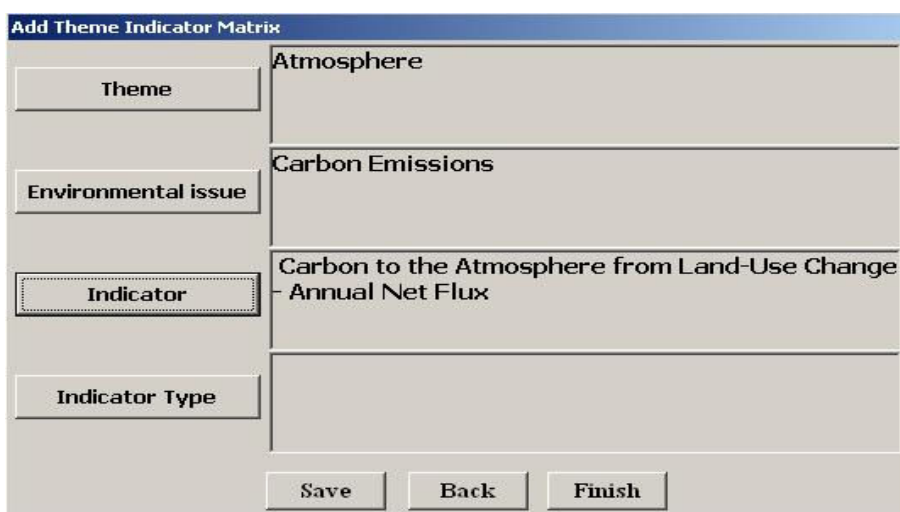 Add Theme Indicator Matrix
Theme
Atmosphere
Environmental issue
Carbon Emissions
Indicator
Carbon to the Atmosphere from Land-Use Change
- Annual Net Flux
Indicator Type
Save Back Finish